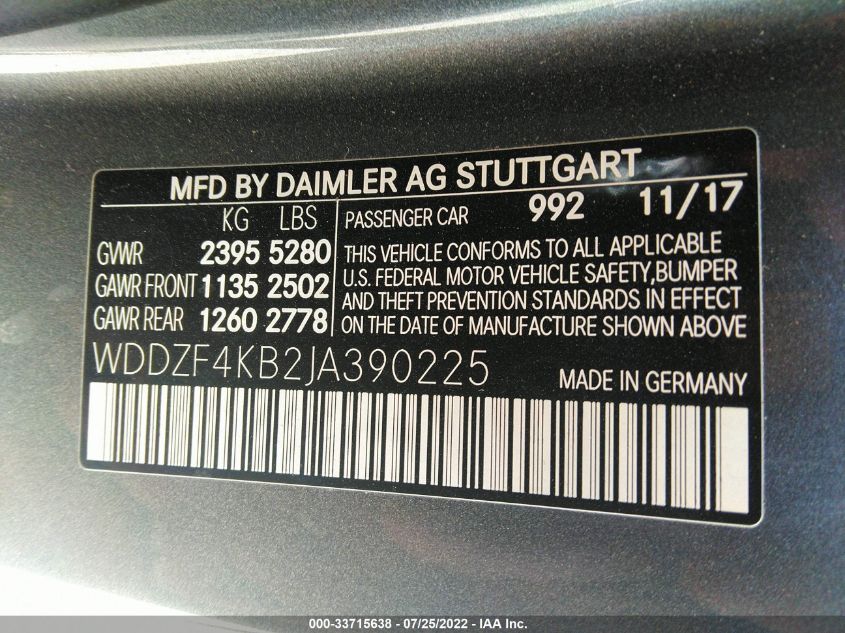 MFD BY DAIMLER AG STUTTGART
KG LBS
GVWR 2395 5280
GAWR FRONT 1135 2502
GAWR REAR 1260 2778
PASSENGER CAR 992 11/17
THIS VEHICLE CONFORMS TO ALL APPLICABLE
U.S. FEDERAL MOTOR VEHICLE SAFETY,BUMPER
AND THEFT PREVENTION STANDARDS IN EFFECT
ON THE DATE OF MANUFACTURE SHOWN ABOVE
WDDZF4KB2JA390225
MADE IN GERMANY
000-33715638 - 07/25/2022 - IAA Inc.